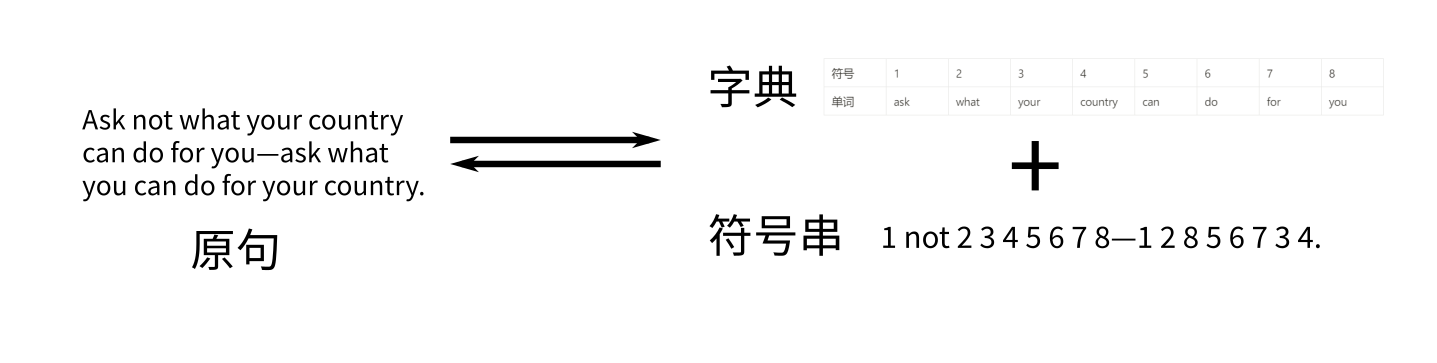 Ask not what your country
can do for you—ask what
you can do for your country.
原句
字典
符号 1 2 3 4 5 6 7 8
单词 ask what your country can do for you
+
符号串 1 not 2 3 4 5 6 7 8—1 2 8 5 6 7 3 4.